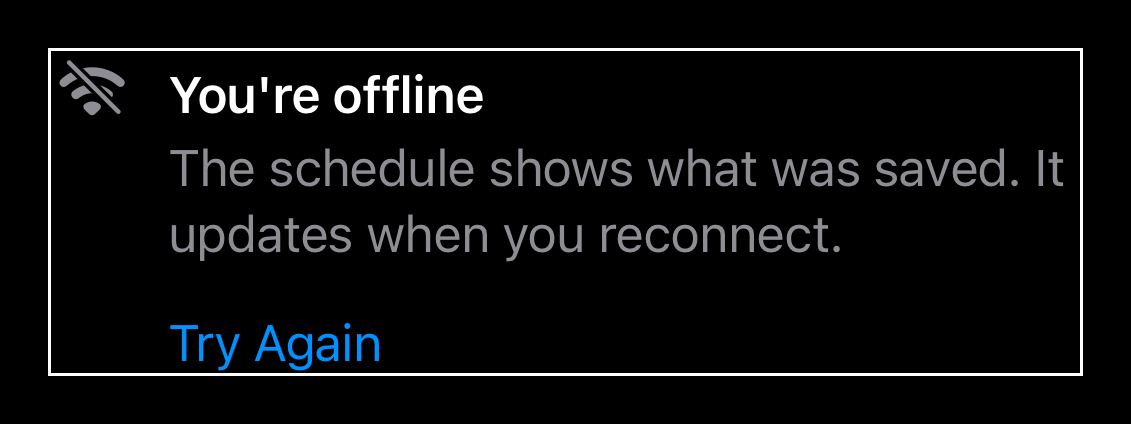 You're offline
The schedule shows what was saved. It
updates when you reconnect.
Try Again